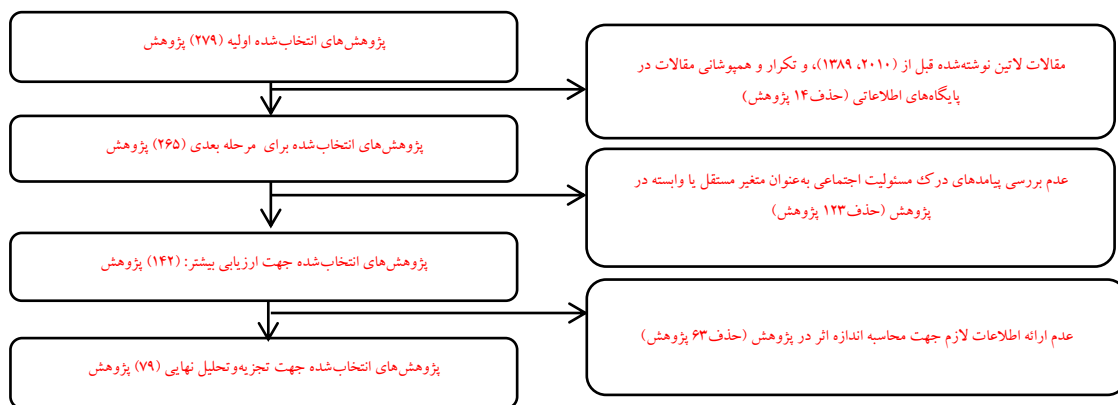 پژوهش‌های انتخاب‌شده اولیه (۲۷۹) پژوهش
مقالات لاتین نوشته‌شده قبل از (۲۰۱۰، ۱۳۸۹)، و تکرار و همپوشانی مقالات در
پایگاه‌های اطلاعاتی (حذف۱۴ پژوهش)
پژوهش‌های انتخاب‌شده برای مرحله بعدی (۲۶۵) پژوهش
عدم بررسی پیامدهای درک مسئولیت اجتماعی به‌عنوان متغیر مستقل یا وابسته در
پژوهش (حذف۱۲۳ پژوهش)
پژوهش‌های انتخاب‌شده جهت ارزیابی بیشتر: (۱۴۲) پژوهش
عدم ارائه اطلاعات لازم جهت محاسبه اندازه اثر در پژوهش (حذف۶۳ پژوهش)
پژوهش‌های انتخاب‌شده جهت تجزیه‌وتحلیل نهایی (۷۹) پژوهش